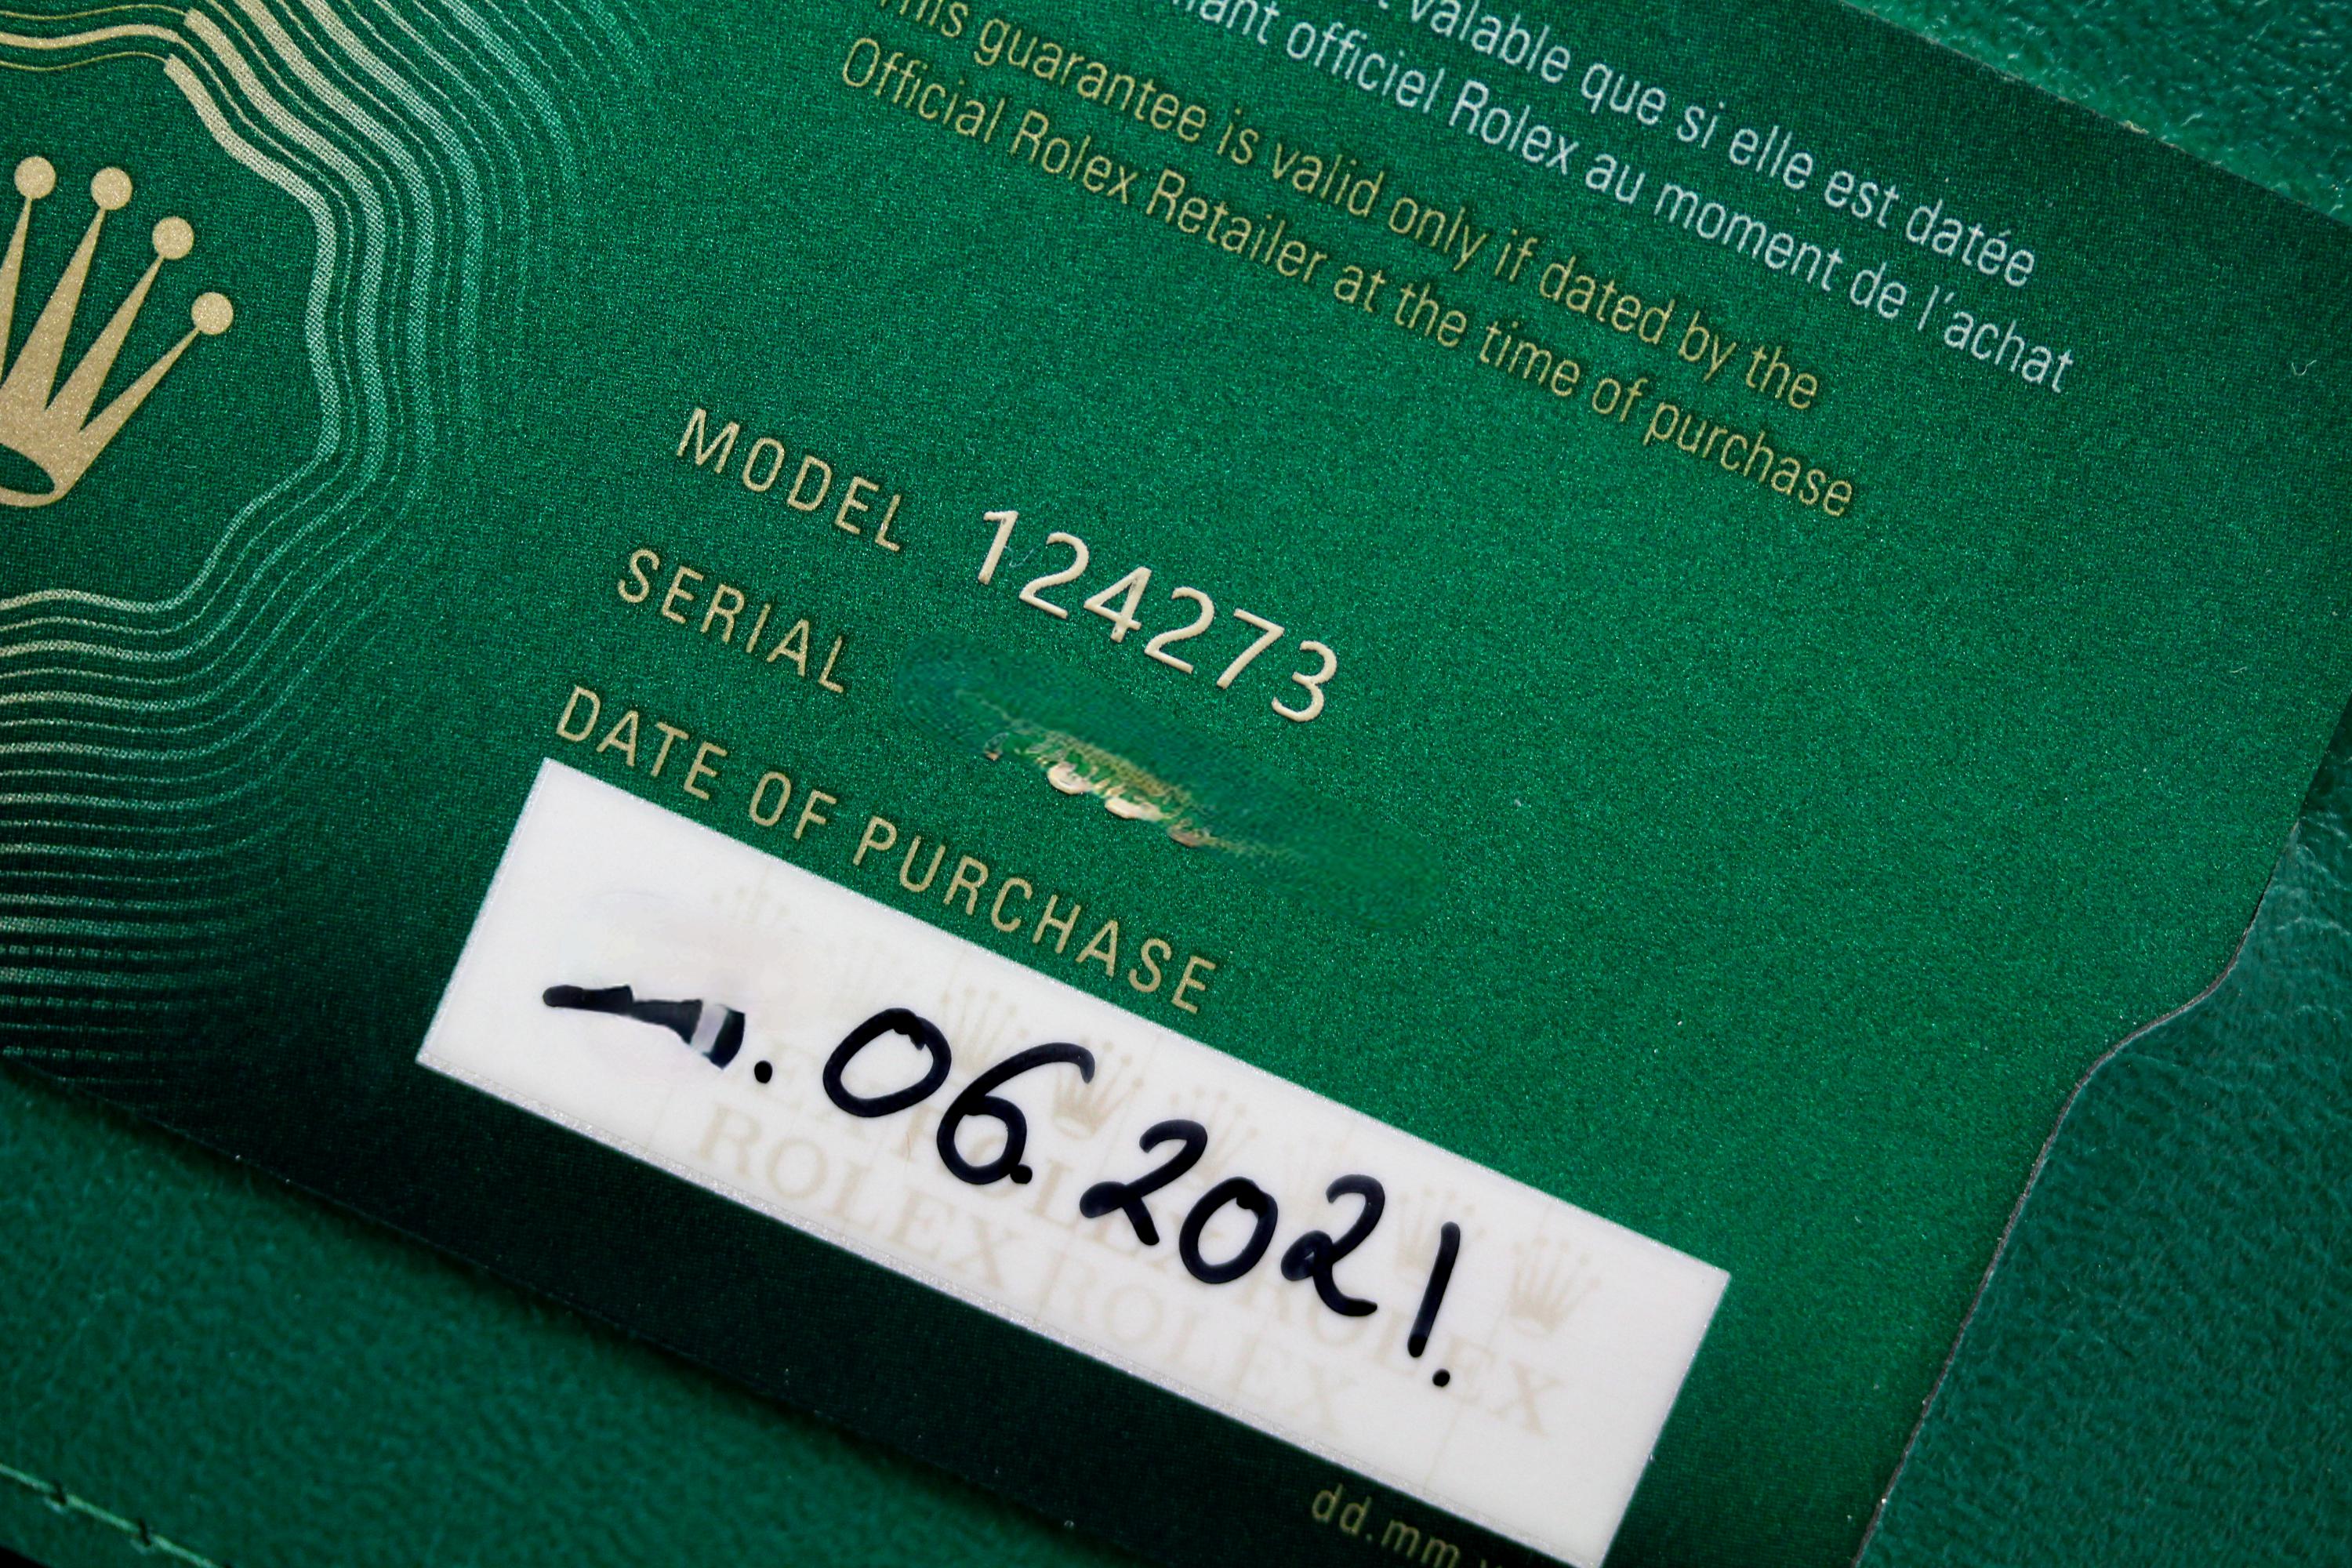 valable que si elle est datée
officiel Rolex au moment de l'achat
This guarantee is valid only if dated by the
Official Rolex Retailer at the time of purchase
MODEL 124273
SERIAL
DATE OF PURCHASE
.06.2021.
ROLEX ROLEX
ROLEX ROLEX
dd.mm